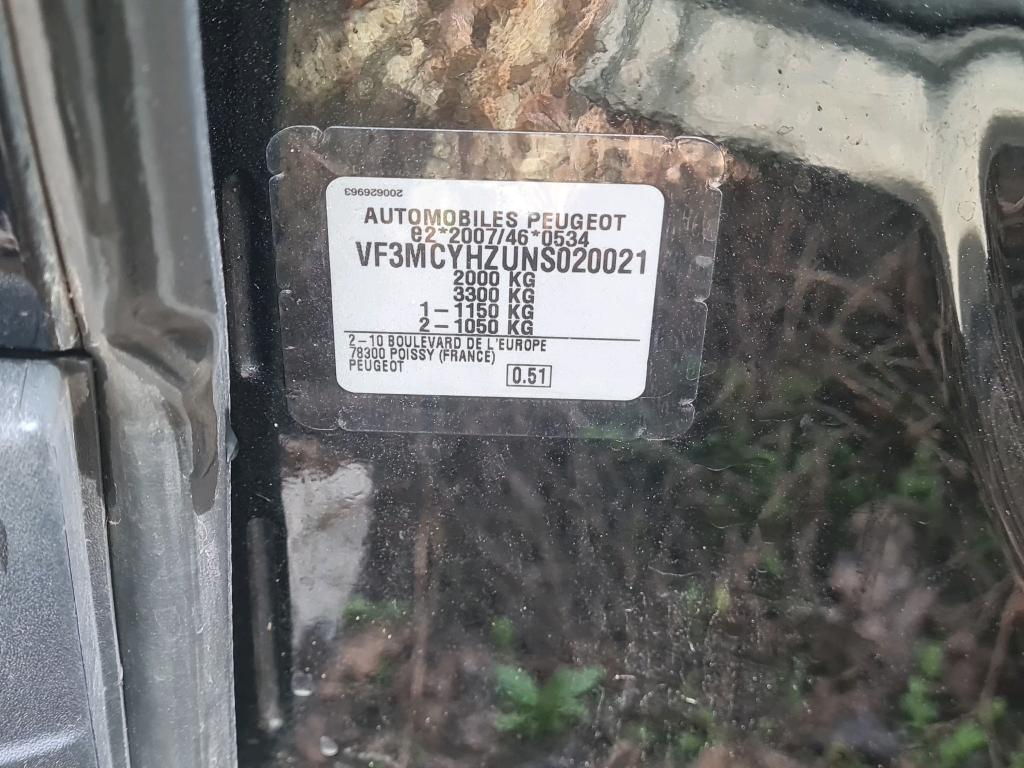 200626963
AUTOMOBILES PEUGEOT
e2*2007/46*0534
VF3MCYHZUNS020021
2000 KG
3300 KG
1 - 1150 KG
2 - 1050 KG
2-10 BOULEVARD DE L'EUROPE
78300 POISSY (FRANCE)
PEUGEOT
0.51